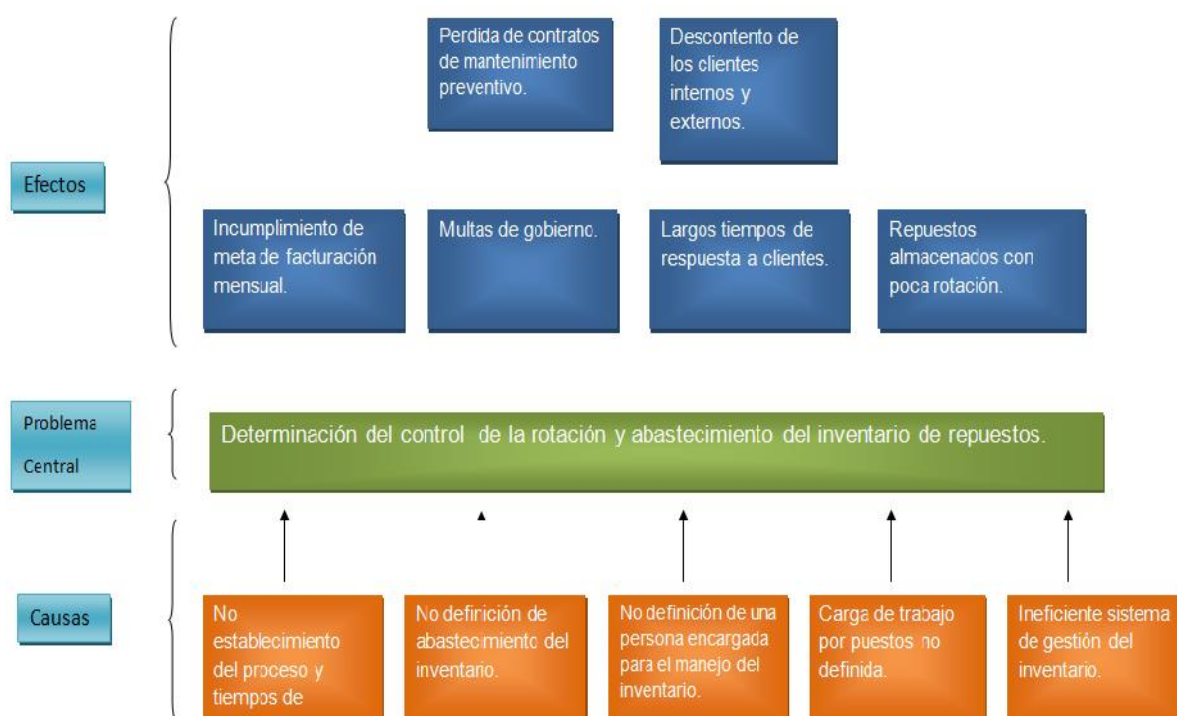 Perdida de contratos
de mantenimiento
preventivo.
Descontento de
los clientes
internos y
externos.
Efectos
Incumplimiento de
meta de facturación
mensual.
Multas de gobierno.
Largos tiempos de
respuesta a clientes.
Repuestos
almacenados con
poca rotación.
Problema
Central
Determinación del control de la rotación y abastecimiento del inventario de repuestos.
Causas
No
establecimiento
del proceso y
tiempos de
No definición de
abastecimiento del
inventario.
No definición de una
persona encargada
para el manejo del
inventario.
Carga de trabajo
por puestos no
definida.
Ineficiente sistema
de gestión del
inventario.